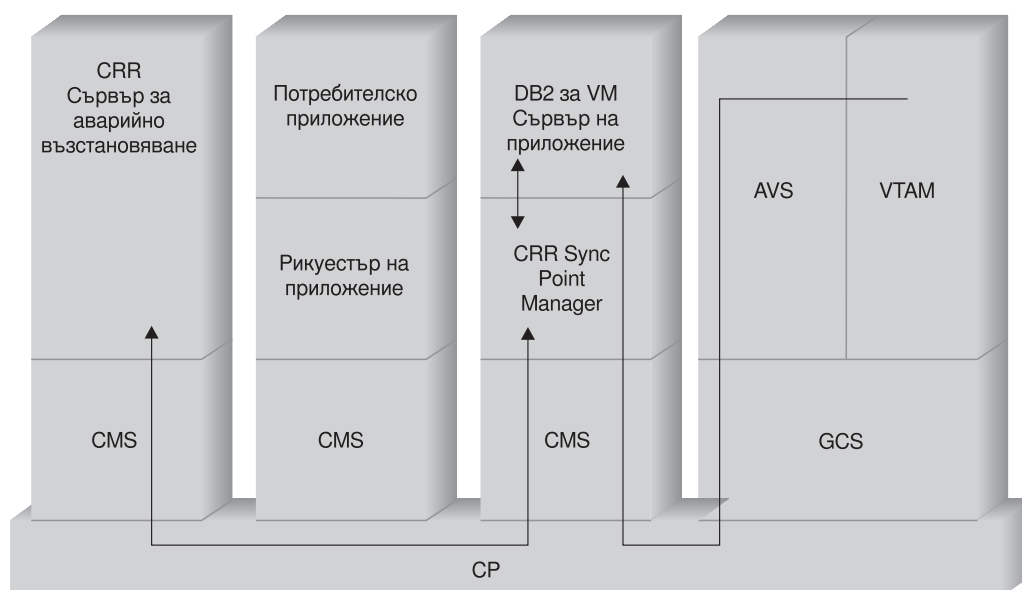 CRR
Сървър за
аварийно
възстановяване
Потребителско
приложение
DB2 за VM
Сървър на
приложение
AVS
VTAM
Рикуестър на
приложение
CRR Sync
Point
Manager
CMS
CMS
CMS
GCS
CP